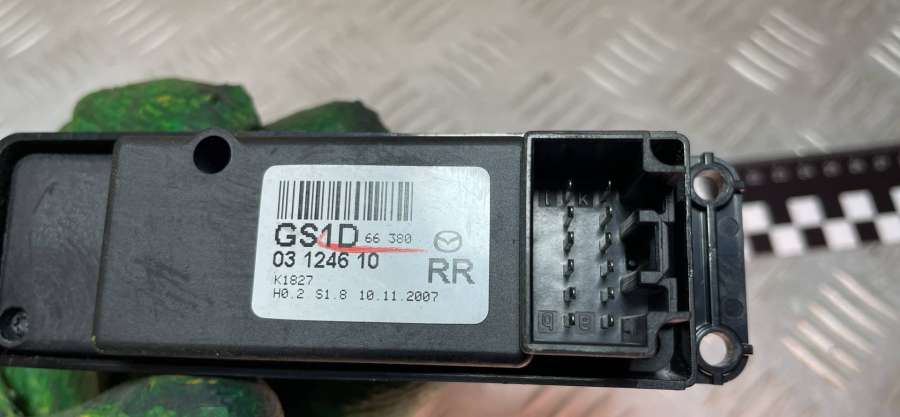 GS1D 66 380
03 1246 10
RR
K1827
H0.2 S1.8 10.11.2007